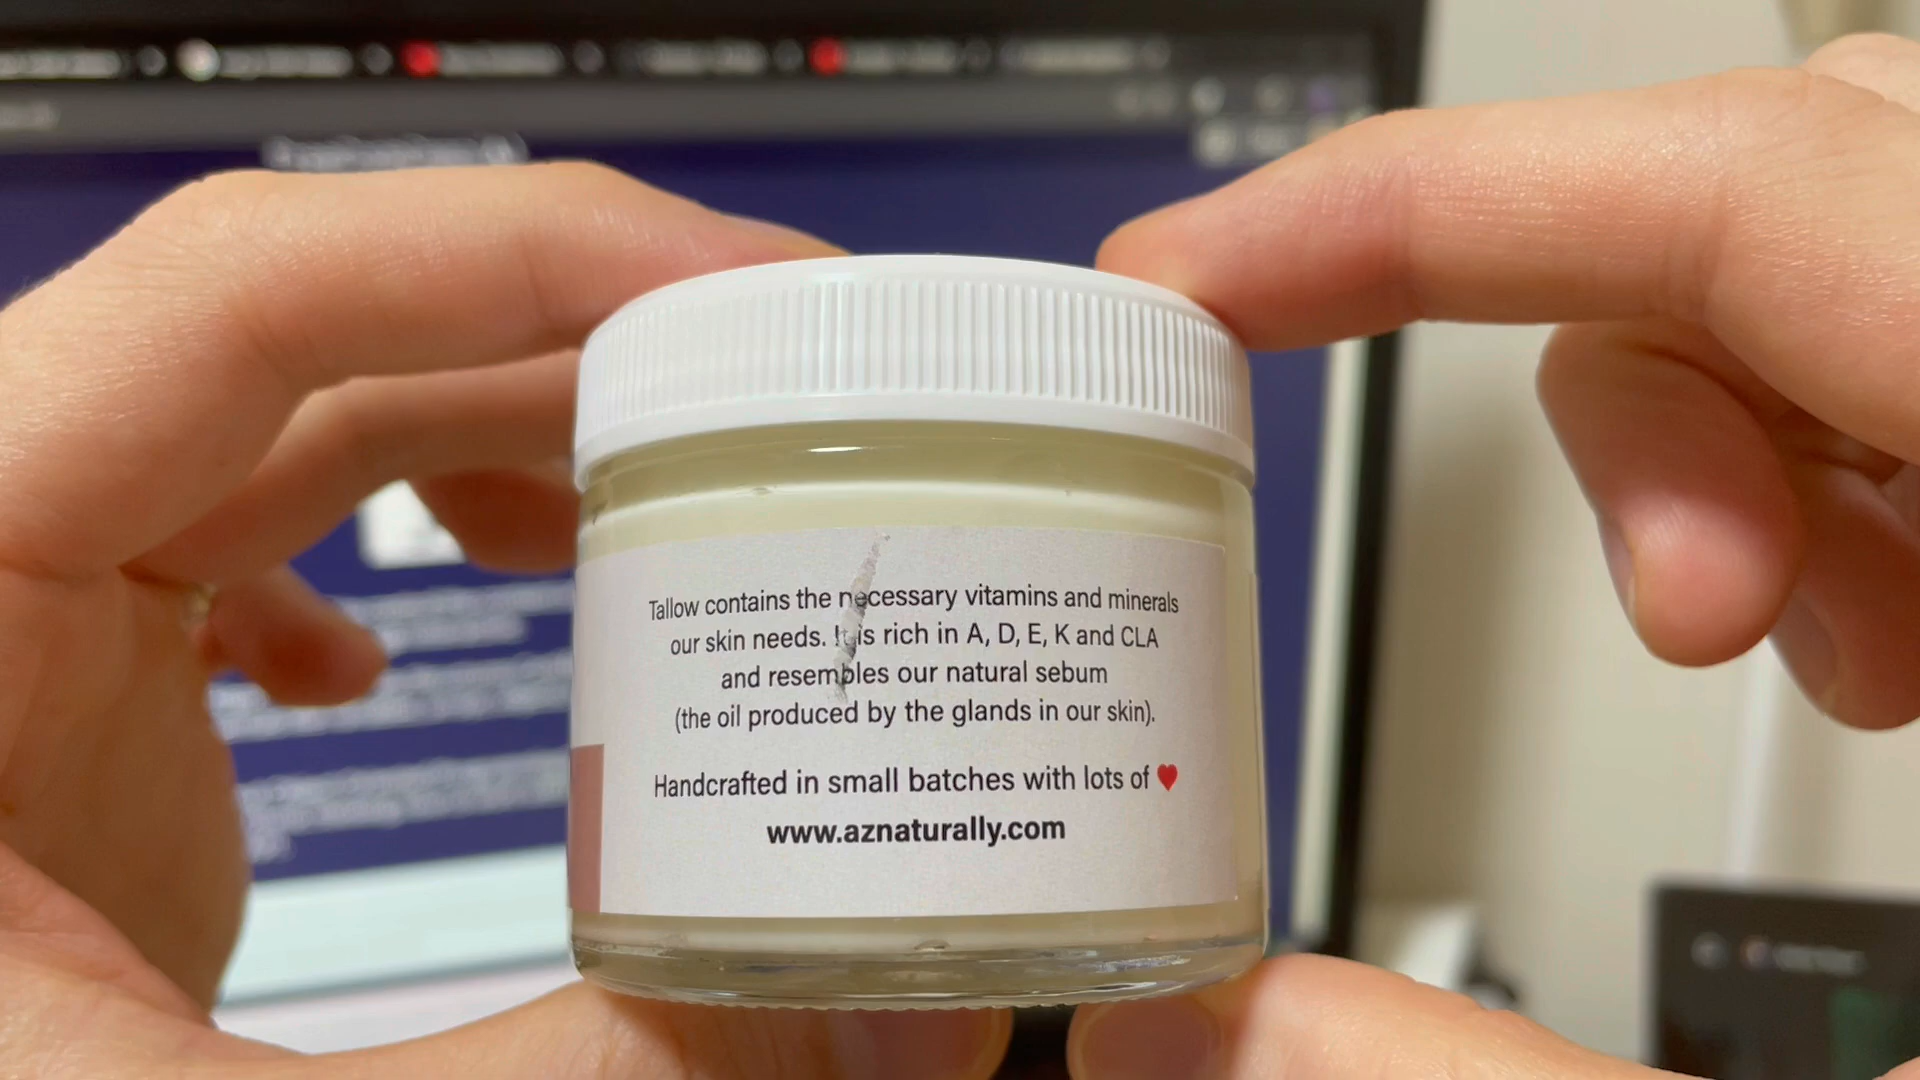 Tallow contains the necessary vitamins and minerals
our skin needs. It is rich in A, D, E, K and CLA
and resembles our natural sebum
(the oil produced by the glands in our skin).
Handcrafted in small batches with lots of ♥
www.aznaturally.com